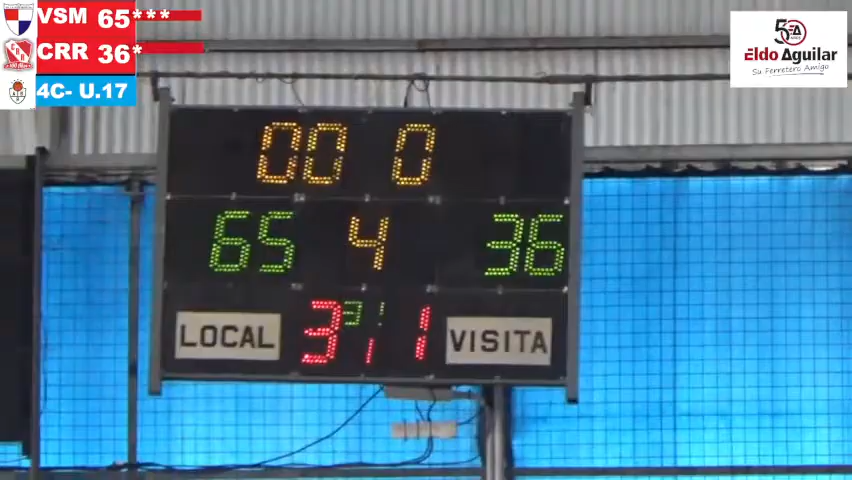 VSM 65***
CRR 36*
4C- U.17
50
Eldo Aguilar
Su Ferretero Amigo
00 0
65 4 36
LOCAL 3 1 VISITA